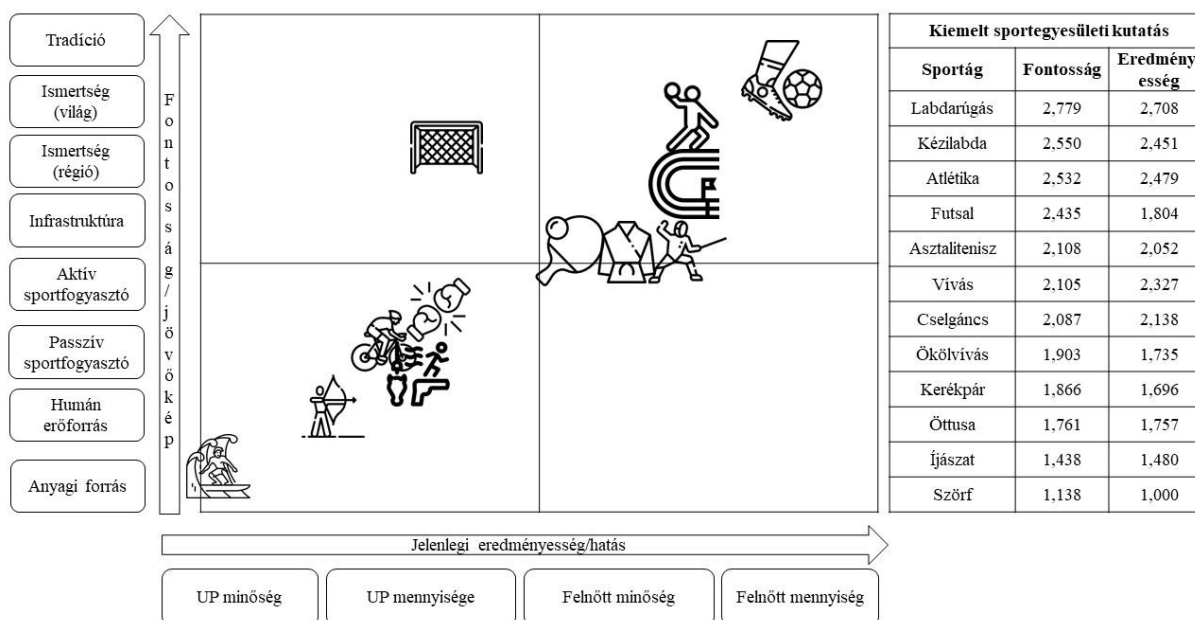 Tradíció
Ismertség
(világ)
Ismertség
(régió)
Infrastruktúra
Aktív
sportfogyasztó
Passzív
sportfogyasztó
Humán
erőforrás
Anyagi forrás
Fontosság/jövőkép
Jelenlegi eredményesség/hatás
UP minőség
UP mennyisége
Felnőtt minőség
Felnőtt mennyiség
Kiemelt sportegyesületi kutatás
Sportág Fontosság Eredmény
esség
Labdarúgás 2,779 2,708
Kézilabda 2,550 2,451
Atlétika 2,532 2,479
Futsal 2,435 1,804
Asztalitenisz 2,108 2,052
Vívás 2,105 2,327
Cselgáncs 2,087 2,138
Ökölvívás 1,903 1,735
Kerékpár 1,866 1,696
Öttusa 1,761 1,757
Íjászat 1,438 1,480
Szörf 1,138 1,000